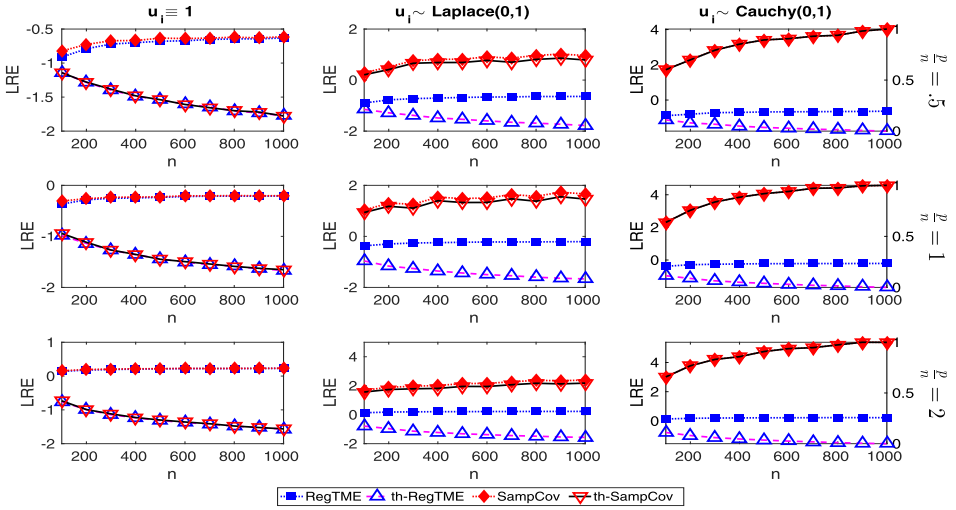 u_i ≡ 1
u_i ~ Laplace(0,1)
u_i ~ Cauchy(0,1)
-0.5
-1
-1.5
-2
LRE
200 400 600 800 1000
n
2
0
-2
LRE
200 400 600 800 1000
n
4
2
0
LRE
200 400 600 800 1000
n
1
0.5
0
p/n = .5
0
-1
-2
LRE
200 400 600 800 1000
n
2
0
-2
LRE
200 400 600 800 1000
n
4
2
0
LRE
200 400 600 800 1000
n
1
0.5
0
p/n = 1
1
0
-1
-2
LRE
200 400 600 800 1000
n
4
2
0
-2
LRE
200 400 600 800 1000
n
4
2
0
LRE
200 400 600 800 1000
n
1
0.5
0
p/n = 2
RegTME th-RegTME SampCov th-SampCov